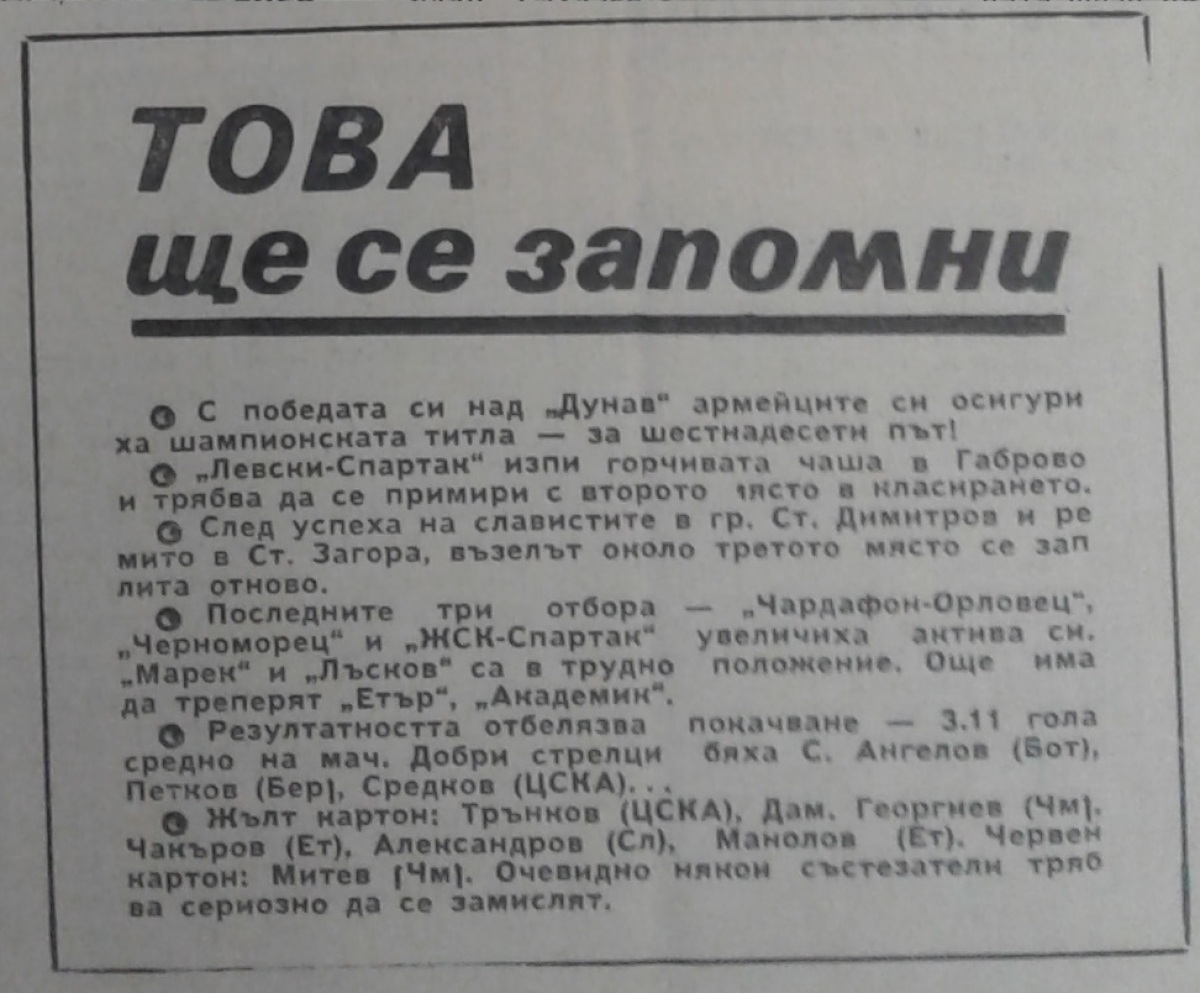 ТОВА
ще се запомни
С победата си над „Дунав“ армейците си осигури
ха шампионската титла — за шестнадесети път!
„Левски-Спартак“ изпи горчивата чаша в Габрово
и трябва да се примири с второто място в класирането.
След успеха на славистите в гр. Ст. Димитров и ре
мито в Ст. Загора, възелът около третото място се зап
лита отново.
Последните три отбора — „Чардафон-Орловец“,
„Черноморец“ и „ЖСК-Спартак“ увеличиха актива си.
„Марек“ и „Лъсков“ са в трудно положение. Още има
да треперят „Етър“, „Академик“.
Резултатността отбелязва покачване — 3.11 гола
средно на мач. Добри стрелци бяха С. Ангелов (Бот),
Петков (Бер), Средков (ЦСКА)...
Жълт картон: Трънков (ЦСКА), Дам. Георгиев (Чм),
Чакъров (Ет), Александров (Сл), Манолов (Ет). Червен
картон: Митев (Чм). Очевидно някои състезатели тряб
ва сериозно да се замислят.